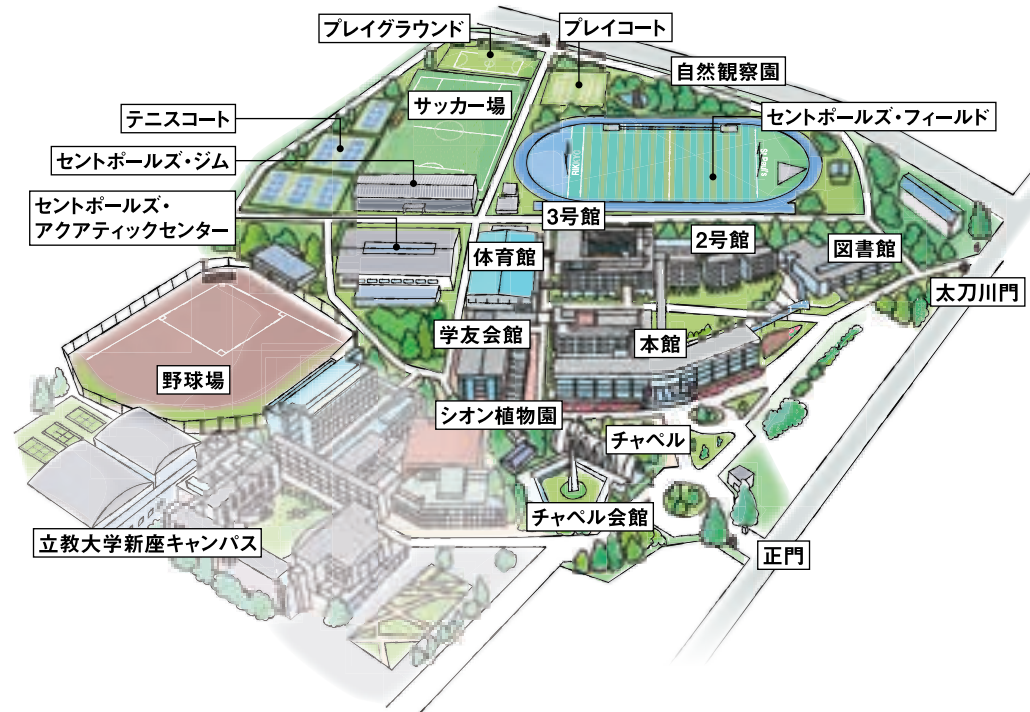 プレイグラウンド
プレイコート
自然観察園
サッカー場
テニスコート
セントポールズ・フィールド
セントポールズ・ジム
セントポールズ・
アクアティックセンター
3号館
2号館
図書館
体育館
太刀川門
学友会館
本館
野球場
シオン植物園
チャペル
チャペル会館
立教大学新座キャンパス
正門
RIKKYO
St.Paul's